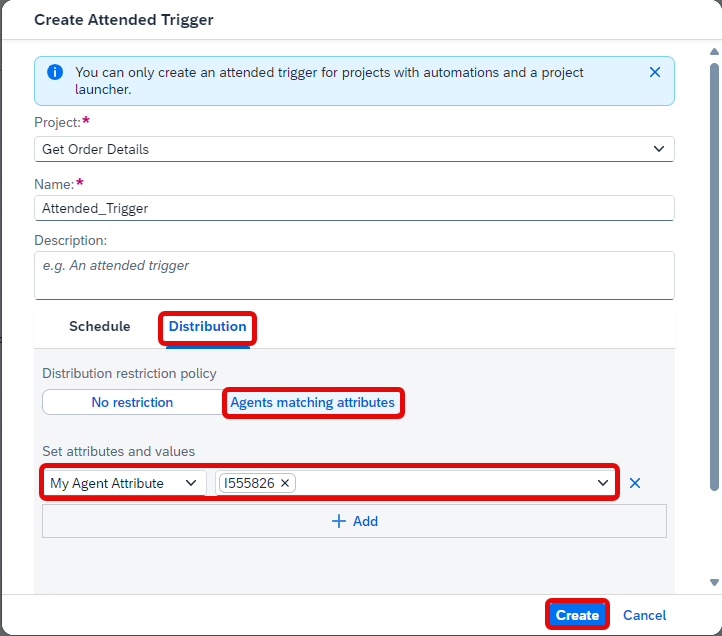 Create Attended Trigger
You can only create an attended trigger for projects with automations and a project
launcher.
Project:*
Get Order Details
Name:*
Attended_Trigger
Description:
e.g. An attended trigger
Schedule
Distribution
Distribution restriction policy
No restriction
Agents matching attributes
Set attributes and values
My Agent Attribute
I555826
Add
Create
Cancel